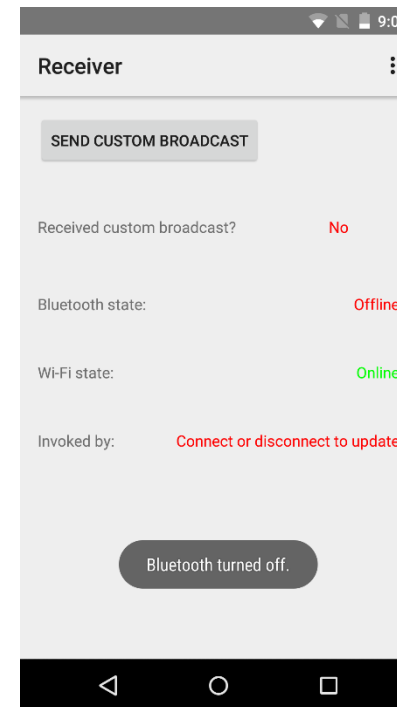 9:0
Receiver
SEND CUSTOM BROADCAST
Received custom broadcast? No
Bluetooth state: Offline
Wi-Fi state: Online
Invoked by: Connect or disconnect to update
Bluetooth turned off.